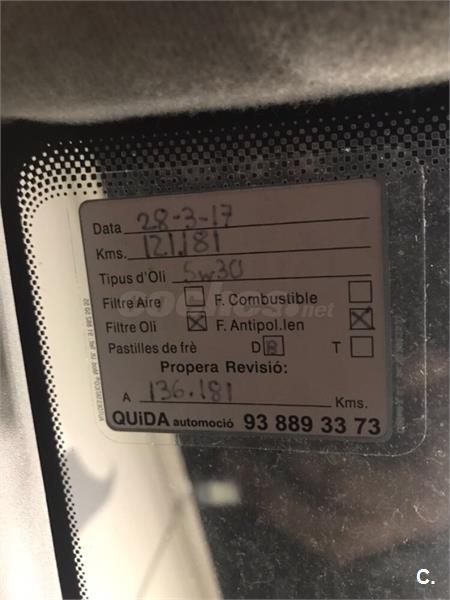 Data 28-3-17
Kms. 121.181
Tipus d'Oli 5w30
Filtre Aire F. Combustible
Filtre Oli F. Antipol.len
Pastilles de frè D B T
Propera Revisió:
A 136.181 Kms.
QUiDA automoció 93 889 33 73
coches.net
C.